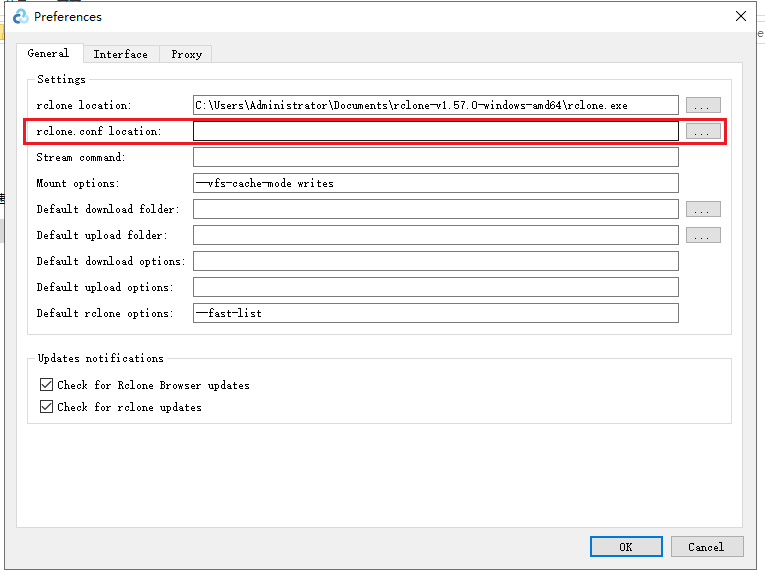 Preferences
General Interface Proxy
Settings
rclone location: C:\Users\Administrator\Documents\rclone-v1.57.0-windows-amd64\rclone.exe ...
rclone.conf location: ...
Stream command:
Mount options: --vfs-cache-mode writes
Default download folder: ...
Default upload folder: ...
Default download options:
Default upload options:
Default rclone options: --fast-list
Updates notifications
Check for Rclone Browser updates
Check for rclone updates
OK Cancel